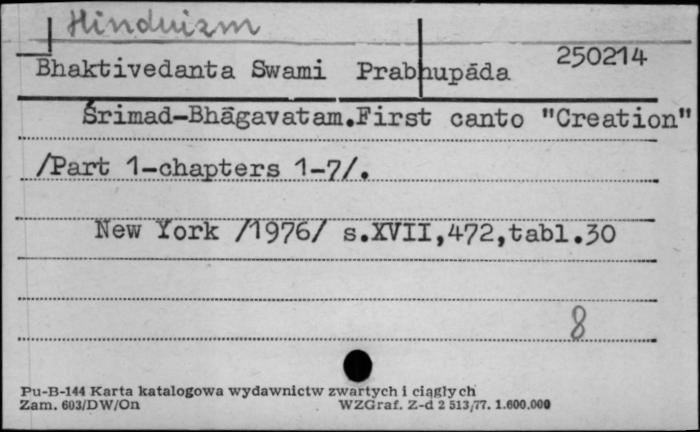 Hinduizm
Bhaktivedanta Swami Prabhupāda 250214
Śrimad-Bhāgavatam.First canto "Creation"
/Part 1-chapters 1-7/.
New York /1976/ s.XVII,472,tabl.30
8
Pu-B-144 Karta katalogowa wydawnictw zwartych i ciągłych
Zam. 603/DW/On WZGraf. Z-d 2 513/77. 1.600.000